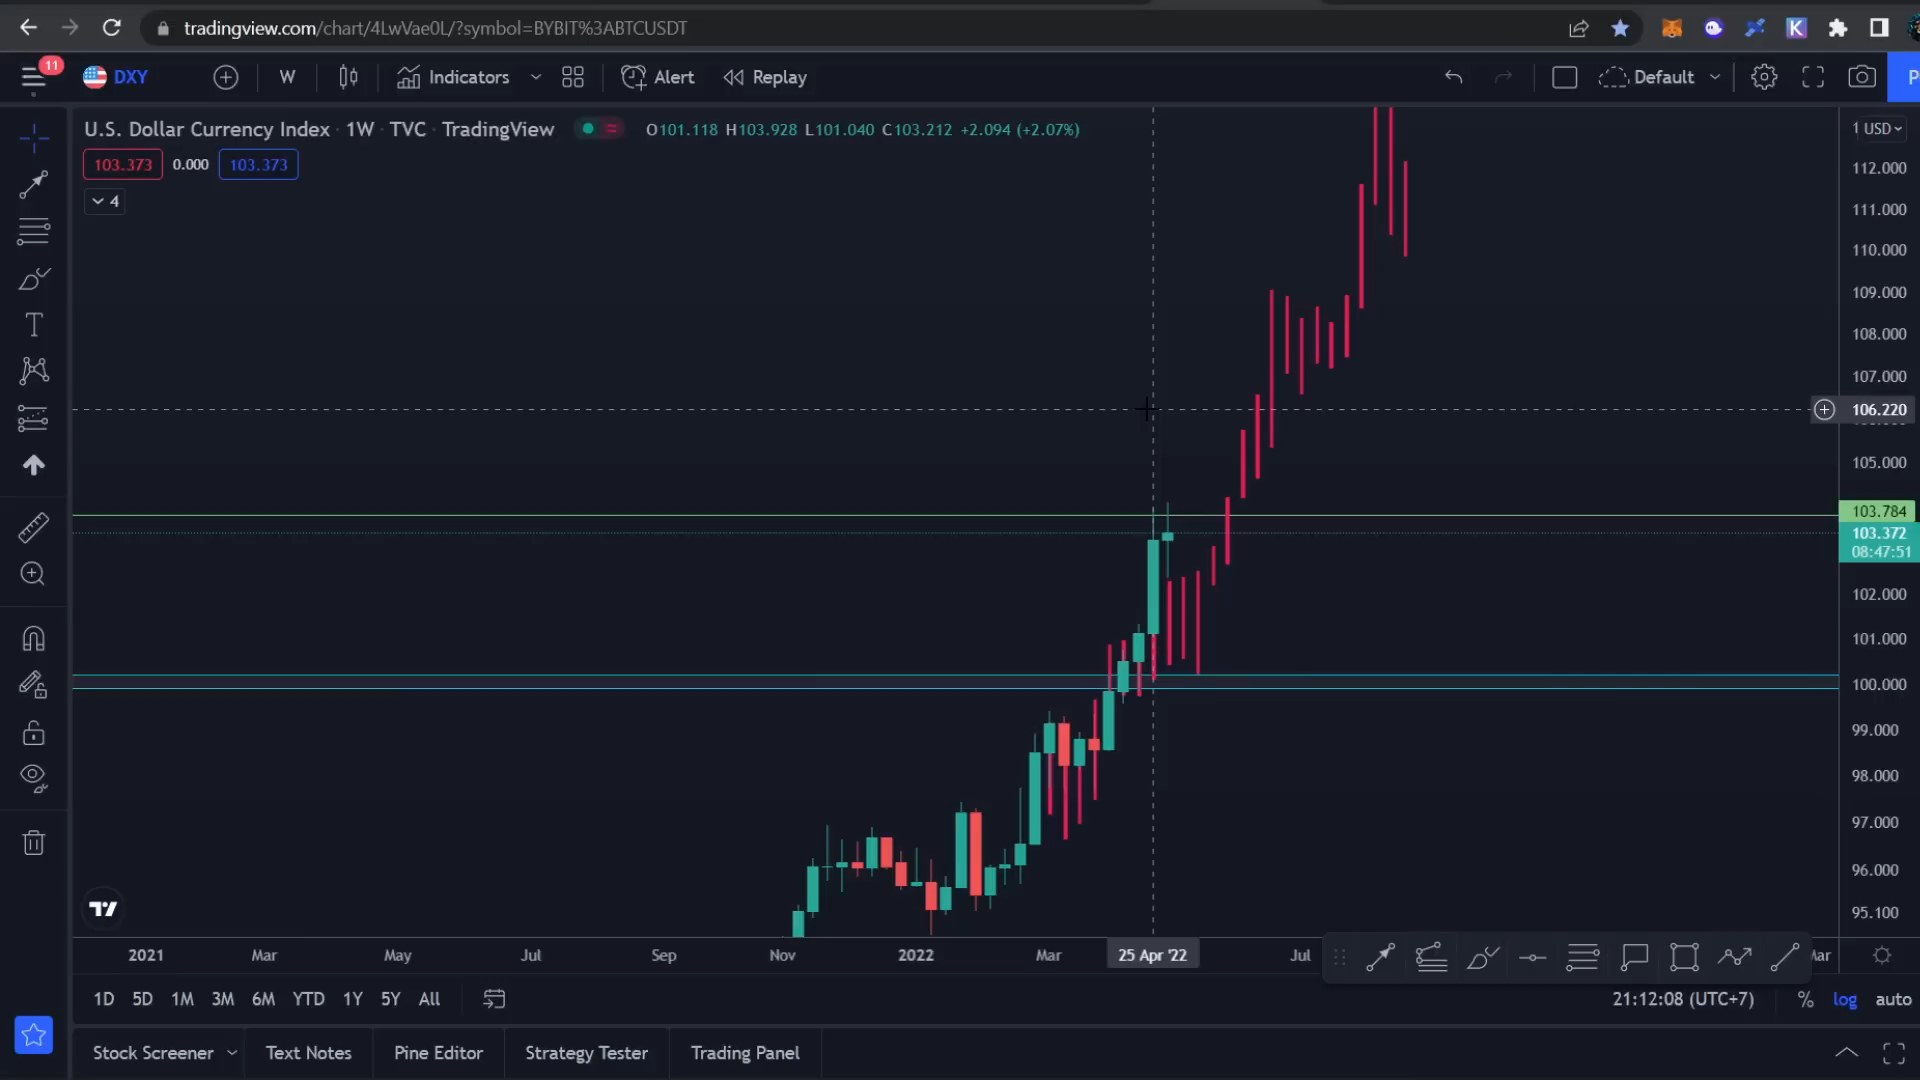 tradingview.com/chart/4LwVae0L/?symbol=BYBIT%3ABTCUSDT
K
11
DXY
W
Indicators
Alert
Replay
Default
P
U.S. Dollar Currency Index · 1W · TVC · TradingView
O101.118 H103.928 L101.040 C103.212 +2.094 (+2.07%)
1 USD
103.373
0.000
103.373
4
112.000
111.000
110.000
109.000
108.000
107.000
106.220
105.000
103.784
103.372
08:47:51
102.000
101.000
100.000
99.000
98.000
97.000
96.000
95.100
2021
Mar
May
Jul
Sep
Nov
2022
Mar
25 Apr '22
Jul
Mar
1D 5D 1M 3M 6M YTD 1Y 5Y All
21:12:08 (UTC+7)
% log auto
Stock Screener
Text Notes
Pine Editor
Strategy Tester
Trading Panel